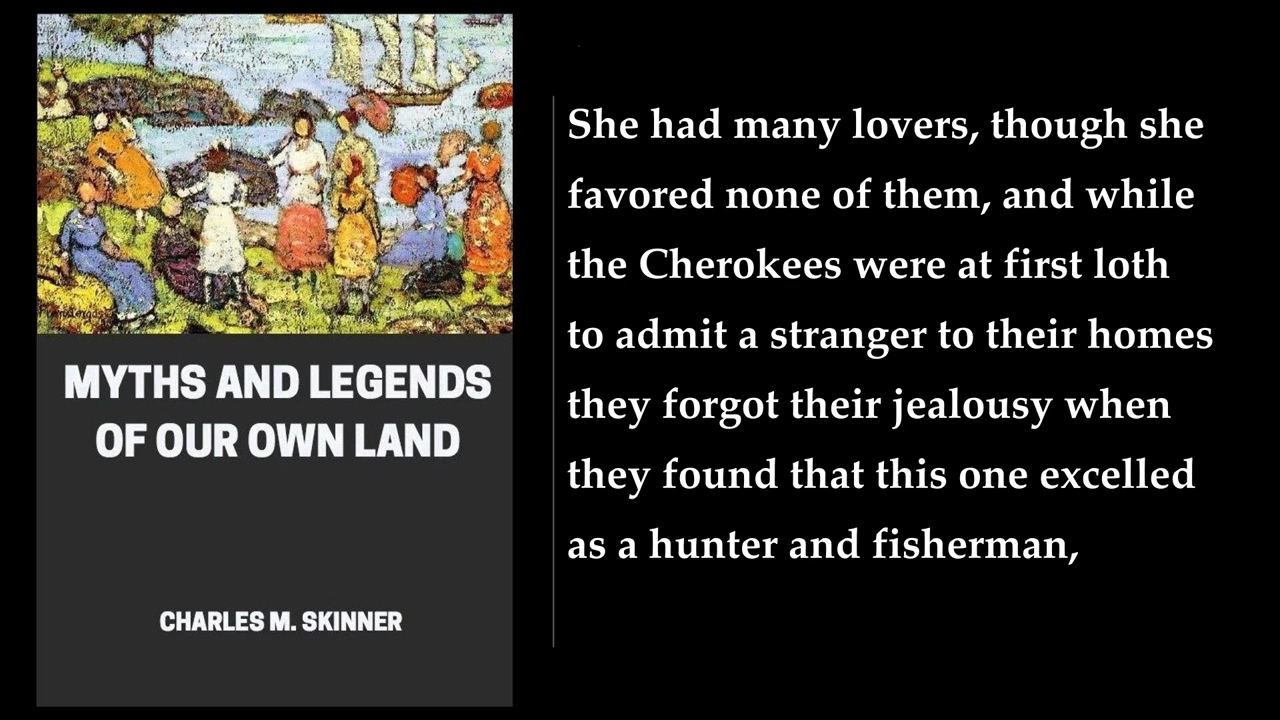 MYTHS AND LEGENDS
OF OUR OWN LAND
CHARLES M. SKINNER
She had many lovers, though she
favored none of them, and while
the Cherokees were at first loth
to admit a stranger to their homes
they forgot their jealousy when
they found that this one excelled
as a hunter and fisherman,